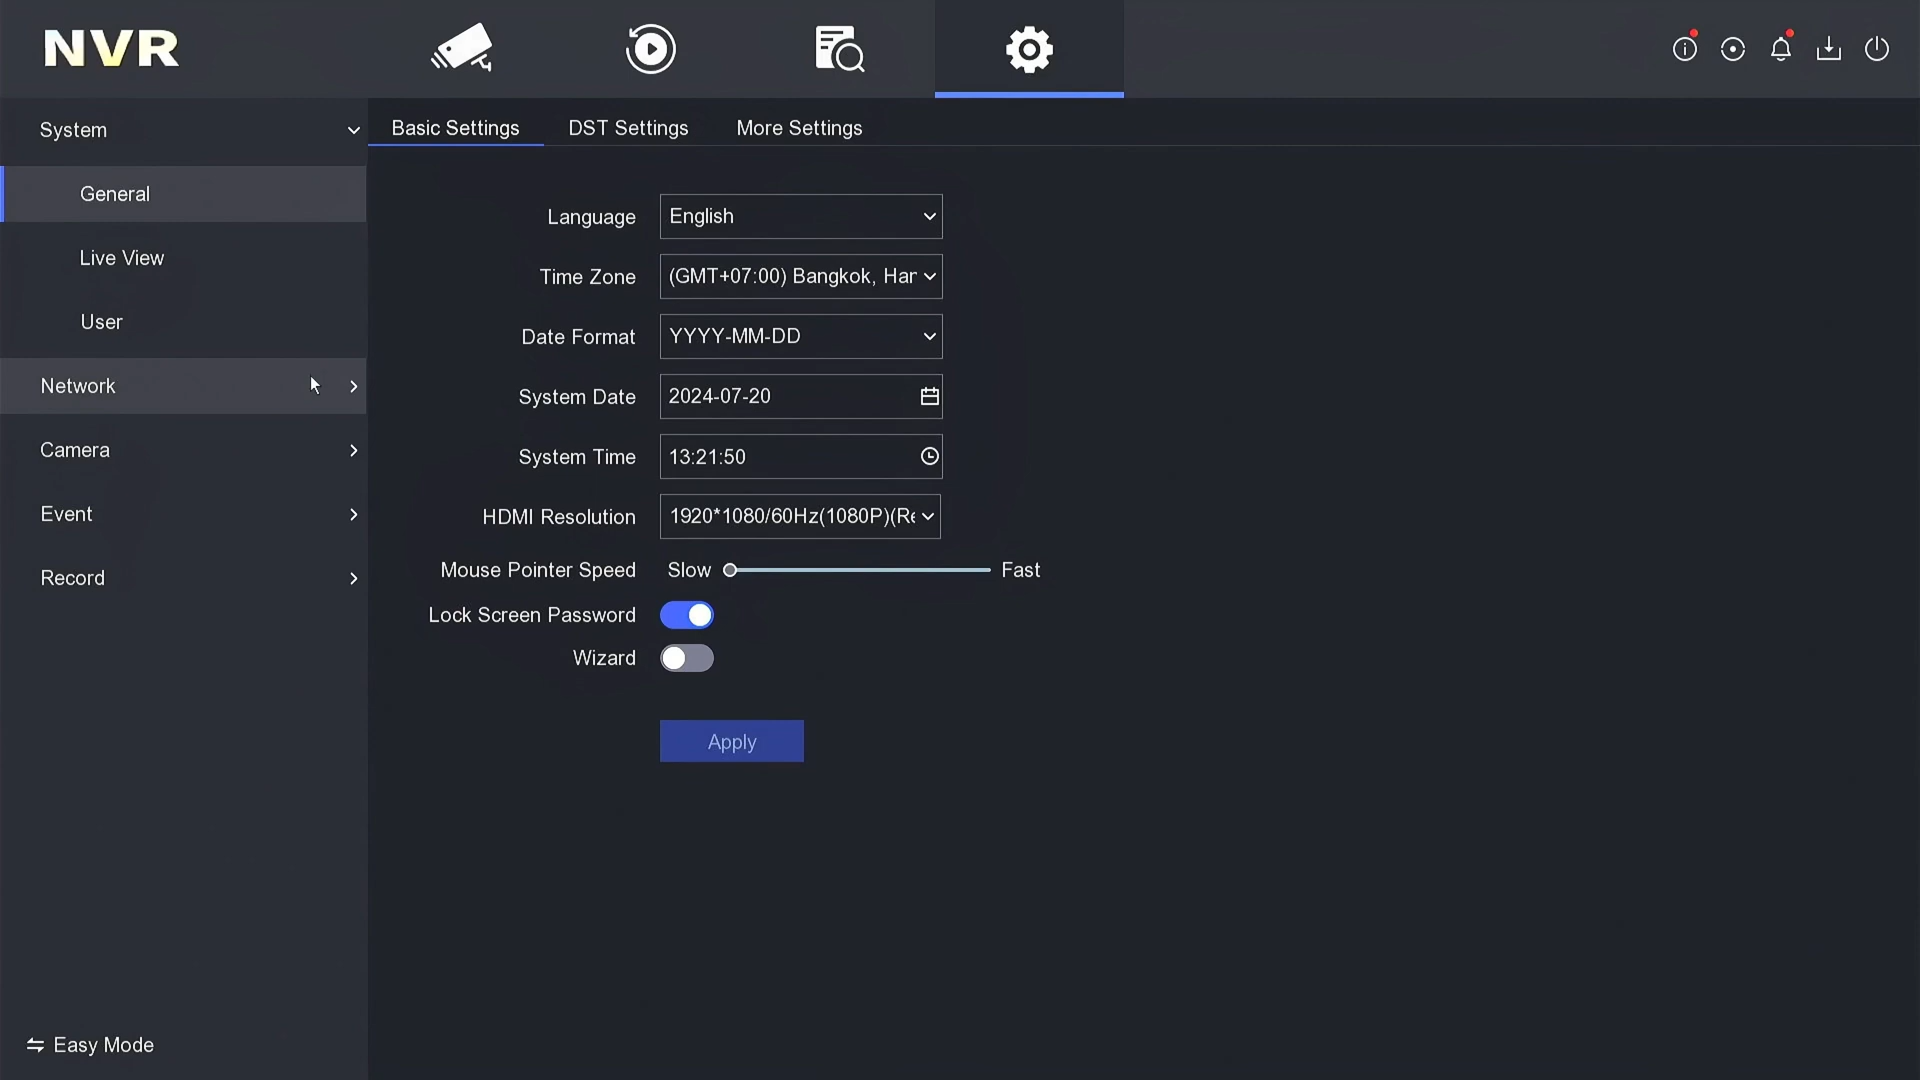 NVR
System
Basic Settings
DST Settings
More Settings
General
Live View
User
Network
Camera
Event
Record
Language
English
Time Zone
(GMT+07:00) Bangkok, Har
Date Format
YYYY-MM-DD
System Date
2024-07-20
System Time
13:21:50
HDMI Resolution
1920*1080/60Hz(1080P)(Re
Mouse Pointer Speed
Slow
Fast
Lock Screen Password
Wizard
Apply
Easy Mode